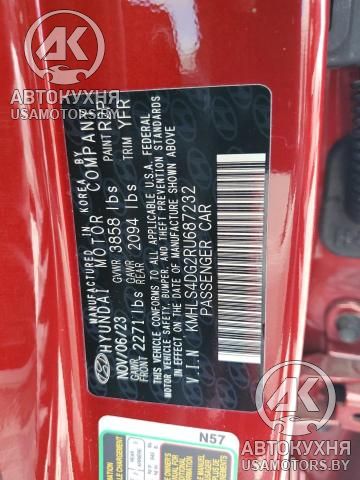 АВТОКУХНЯ
USAMOTORS.BY
MANUFACTURED IN KOREA BY
HYUNDAI MOTOR COMPANY
NOV/06/23 GVWR 3858 lbs PAINT R2P
GAWR FRONT 2271 lbs GAWR REAR 2094 lbs TRIM YFR
THIS VEHICLE CONFORMS TO ALL APPLICABLE U.S.A. FEDERAL
MOTOR VEHICLE SAFETY, BUMPER, AND THEFT PREVENTION STANDARDS
IN EFFECT ON THE DATE OF MANUFACTURE SHOWN ABOVE.
V.I.N KMHLS4DG2RU687232
PASSENGER CAR
N57
АВТОКУХНЯ
USAMOTORS.BY